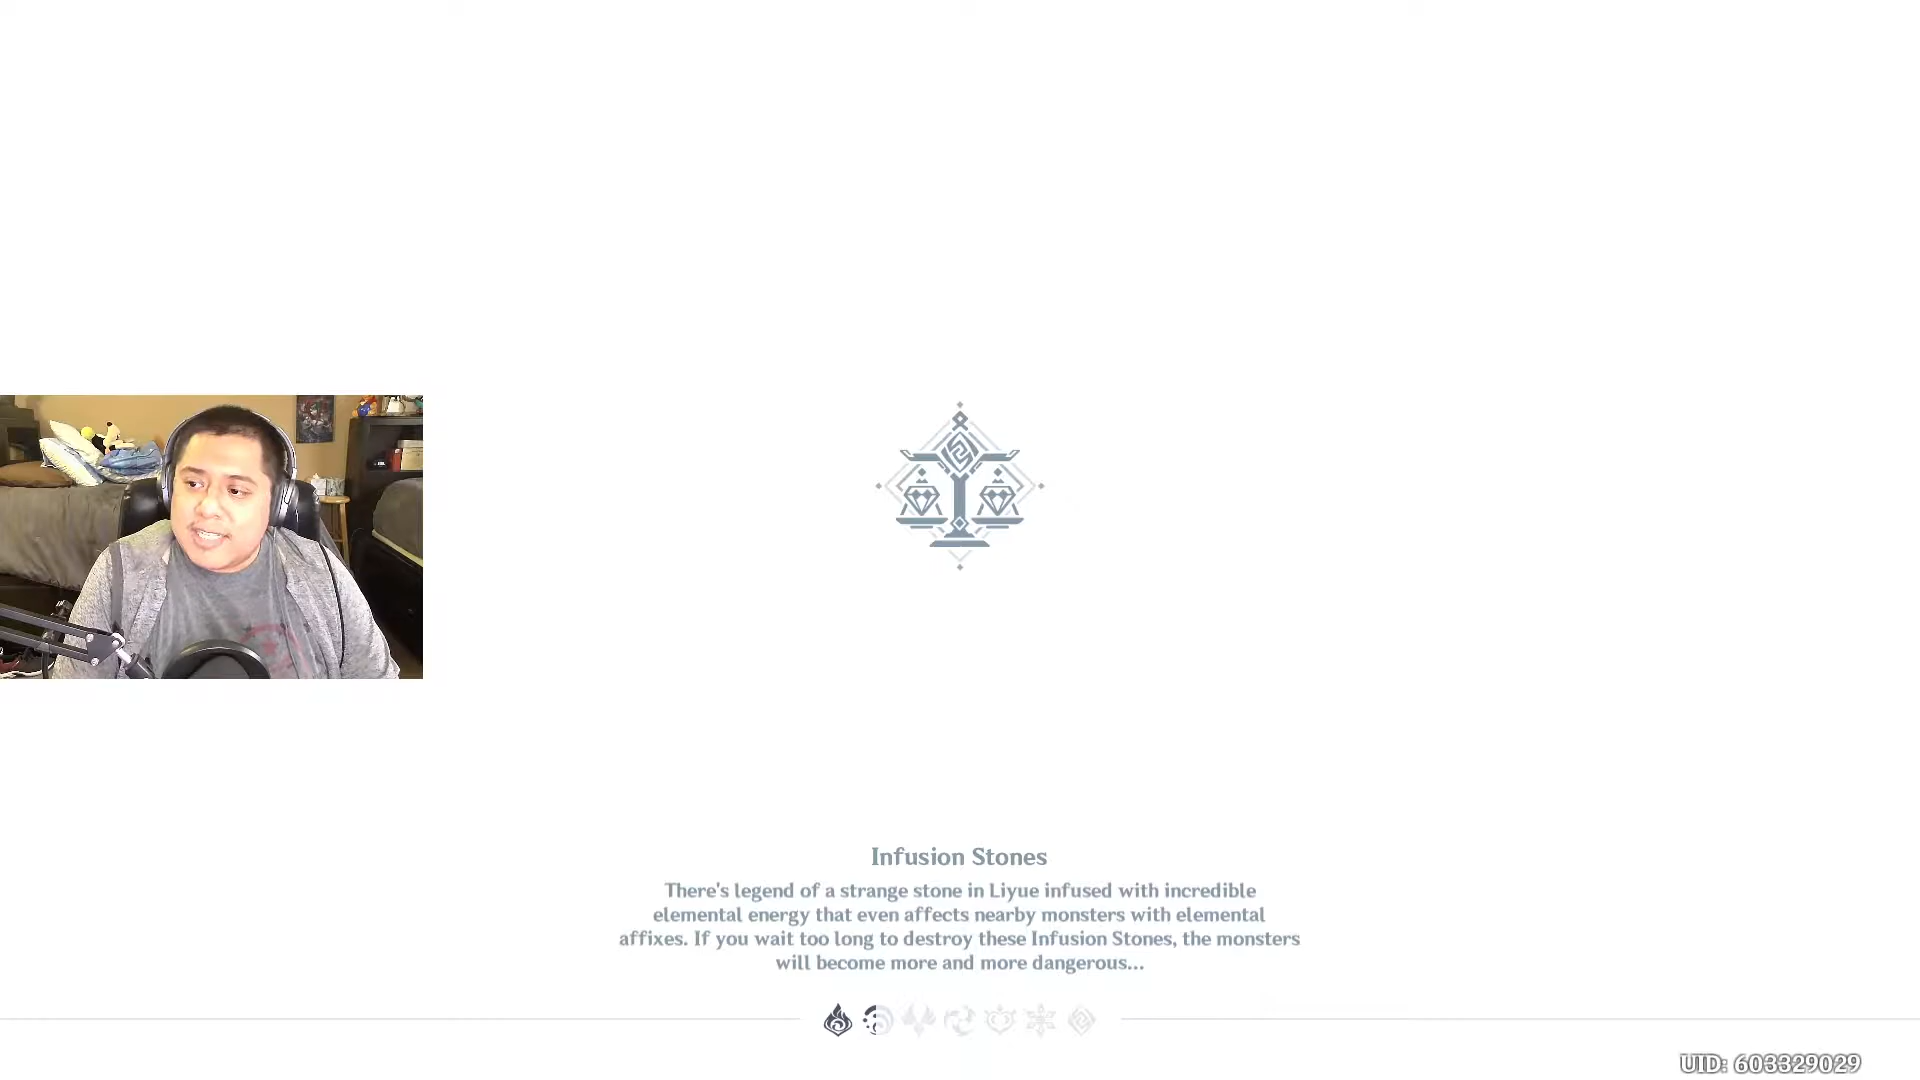 Infusion Stones
There's legend of a strange stone in Liyue infused with incredible
elemental energy that even affects nearby monsters with elemental
affixes. If you wait too long to destroy these Infusion Stones, the monsters
will become more and more dangerous...
UID: 603329029